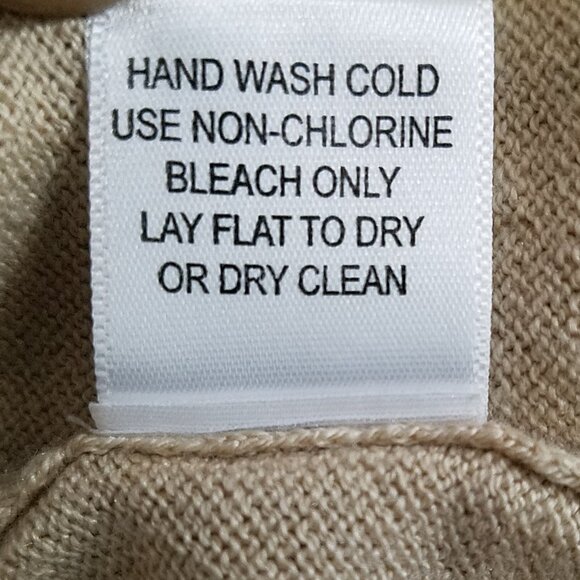 HAND WASH COLD
USE NON-CHLORINE
BLEACH ONLY
LAY FLAT TO DRY
OR DRY CLEAN